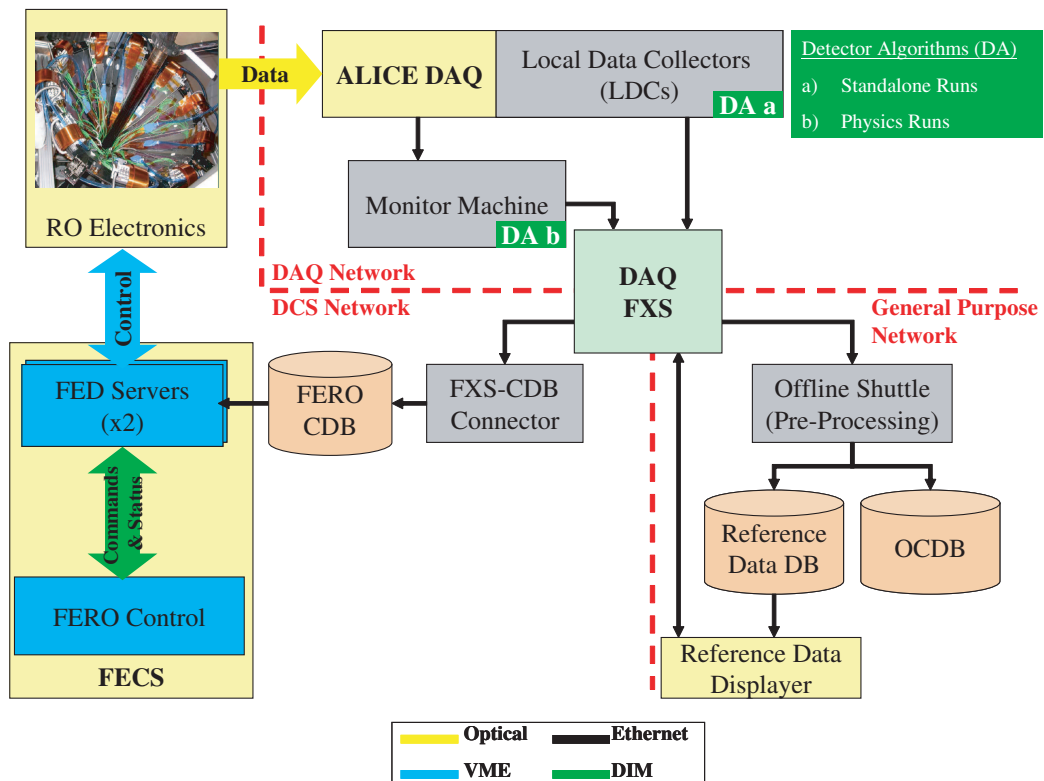 Data
ALICE DAQ
Local Data Collectors
(LDCs)
DA a
Detector Algorithms (DA)
a) Standalone Runs
b) Physics Runs
RO Electronics
Monitor Machine
DA b
DAQ Network
DCS Network
DAQ
FXS
General Purpose
Network
Control
FED Servers
(x2)
FERO
CDB
FXS-CDB
Connector
Offline Shuttle
(Pre-Processing)
Commands
& Status
Reference
Data DB
OCDB
FERO Control
FECS
Reference Data
Displayer
Optical
Ethernet
VME
DIM